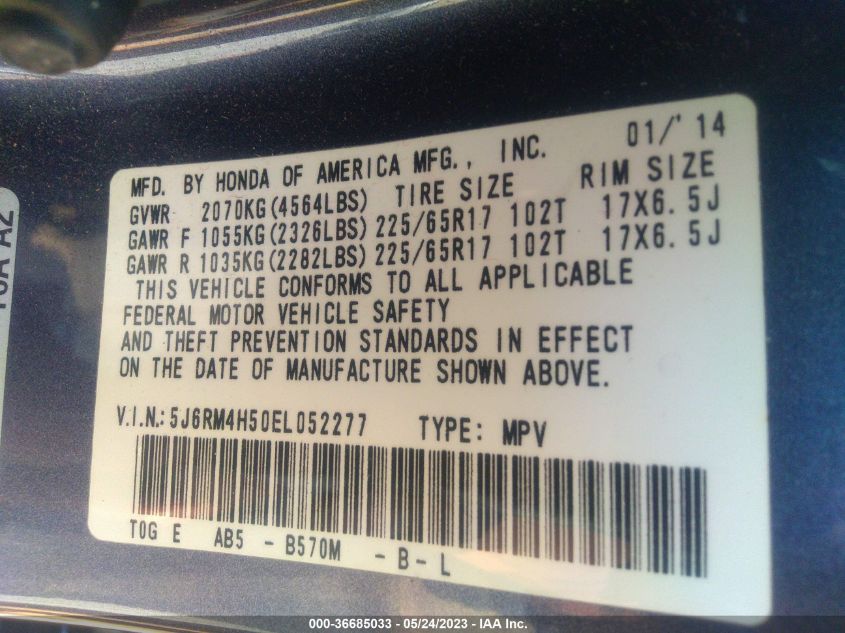 MFD. BY HONDA OF AMERICA MFG., INC. 01/'14
GVWR 2070KG(4564LBS) TIRE SIZE RIM SIZE
GAWR F 1055KG(2326LBS) 225/65R17 102T 17X6.5J
GAWR R 1035KG(2282LBS) 225/65R17 102T 17X6.5J
THIS VEHICLE CONFORMS TO ALL APPLICABLE
FEDERAL MOTOR VEHICLE SAFETY
AND THEFT PREVENTION STANDARDS IN EFFECT
ON THE DATE OF MANUFACTURE SHOWN ABOVE.
V.I.N.: 5J6RM4H50EL052277 TYPE: MPV
T0G E AB5 - B570M - B - L
000-36685033 - 05/24/2023 - IAA Inc.